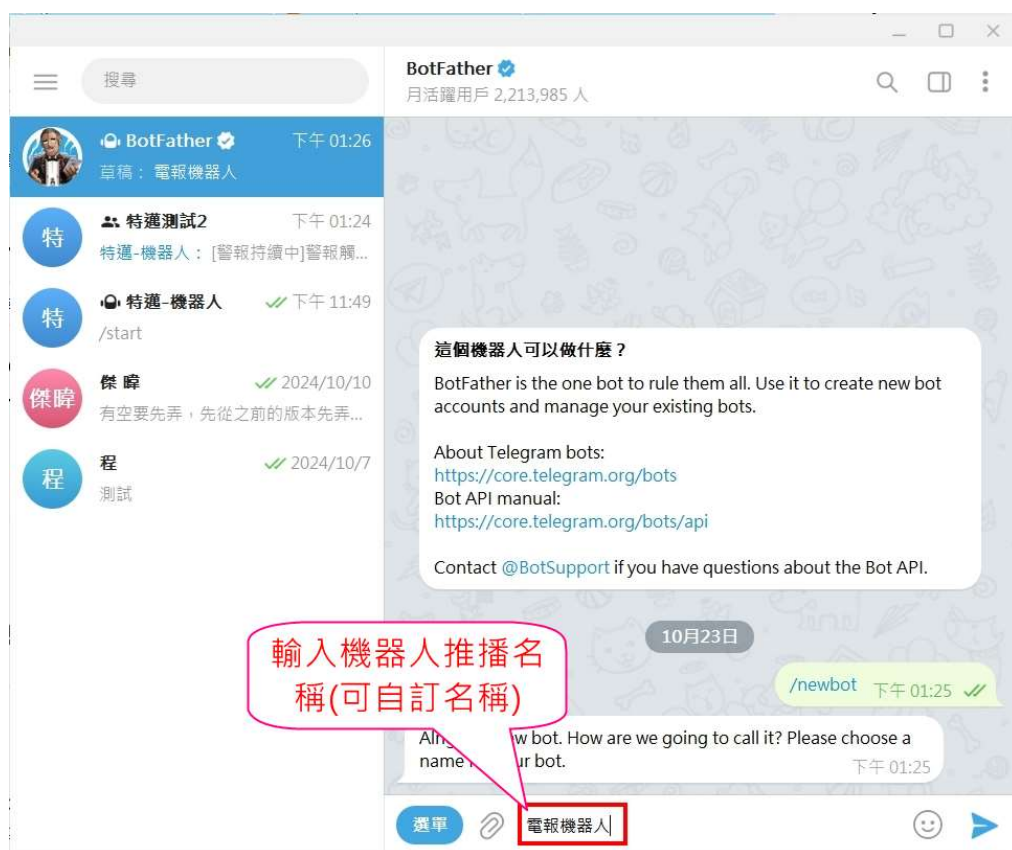 搜尋
BotFather
下午 01:26
草稿： 電報機器人
特
特邁測試2
下午 01:24
特邁-機器人： [警報持續中]警報觸...
特
特邁-機器人
下午 11:49
/start
傑暐
傑 暐
2024/10/10
有空要先弄，先從之前的版本先弄...
程
程
2024/10/7
測試
BotFather
月活躍用戶 2,213,985 人
這個機器人可以做什麼？
BotFather is the one bot to rule them all. Use it to create new bot
accounts and manage your existing bots.
About Telegram bots:
https://core.telegram.org/bots
Bot API manual:
https://core.telegram.org/bots/api
Contact @BotSupport if you have questions about the Bot API.
10月23日
/newbot 下午 01:25
輸入機器人推播名
稱(可自訂名稱)
w bot. How are we going to call it? Please choose a
name ur bot.
下午 01:25
選單
電報機器人